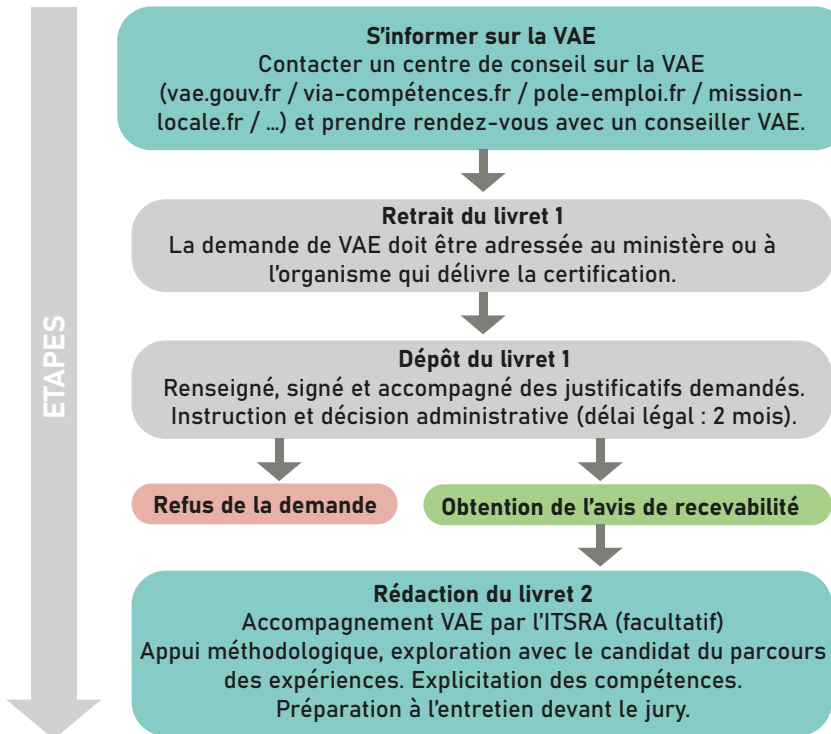 ETAPES
S'informer sur la VAE
Contacter un centre de conseil sur la VAE
(vae.gouv.fr / via-compétences.fr / pole-emploi.fr / mission-
locale.fr / ...) et prendre rendez-vous avec un conseiller VAE.
Retrait du livret 1
La demande de VAE doit être adressée au ministère ou à
l'organisme qui délivre la certification.
Dépôt du livret 1
Renseigné, signé et accompagné des justificatifs demandés.
Instruction et décision administrative (délai légal : 2 mois).
Refus de la demande
Obtention de l'avis de recevabilité
Rédaction du livret 2
Accompagnement VAE par l'ITSRA (facultatif)
Appui méthodologique, exploration avec le candidat du parcours
des expériences. Explicitation des compétences.
Préparation à l'entretien devant le jury.